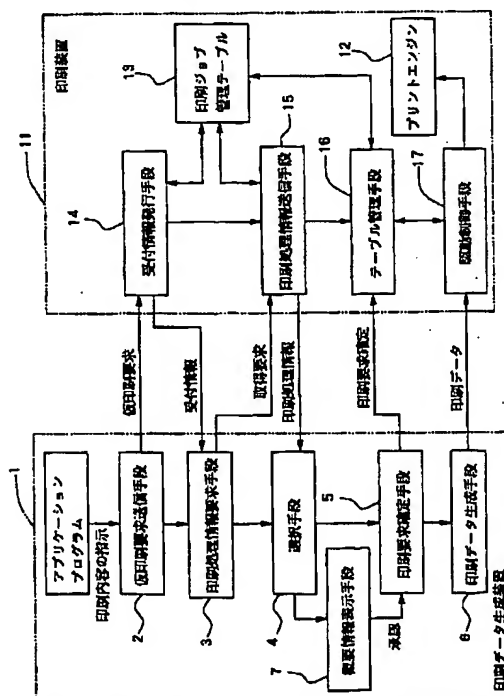 1
アプリケーション
プログラム
印刷内容の指示
仮印刷要求送信手段
2
印刷処理情報要求手段
3
選択手段
4
概要情報表示手段
7
承認
印刷要求確定手段
5
印刷データ生成手段
6
印刷データ生成装置
仮印刷要求
受付情報
取得要求
印刷処理情報
印刷要求確定
印刷データ
11
印刷装置
受付情報発行手段
14
印刷ジョブ
管理テーブル
13
印刷処理情報送信手段
15
テーブル管理手段
16
駆動制御手段
17
プリントエンジン
12